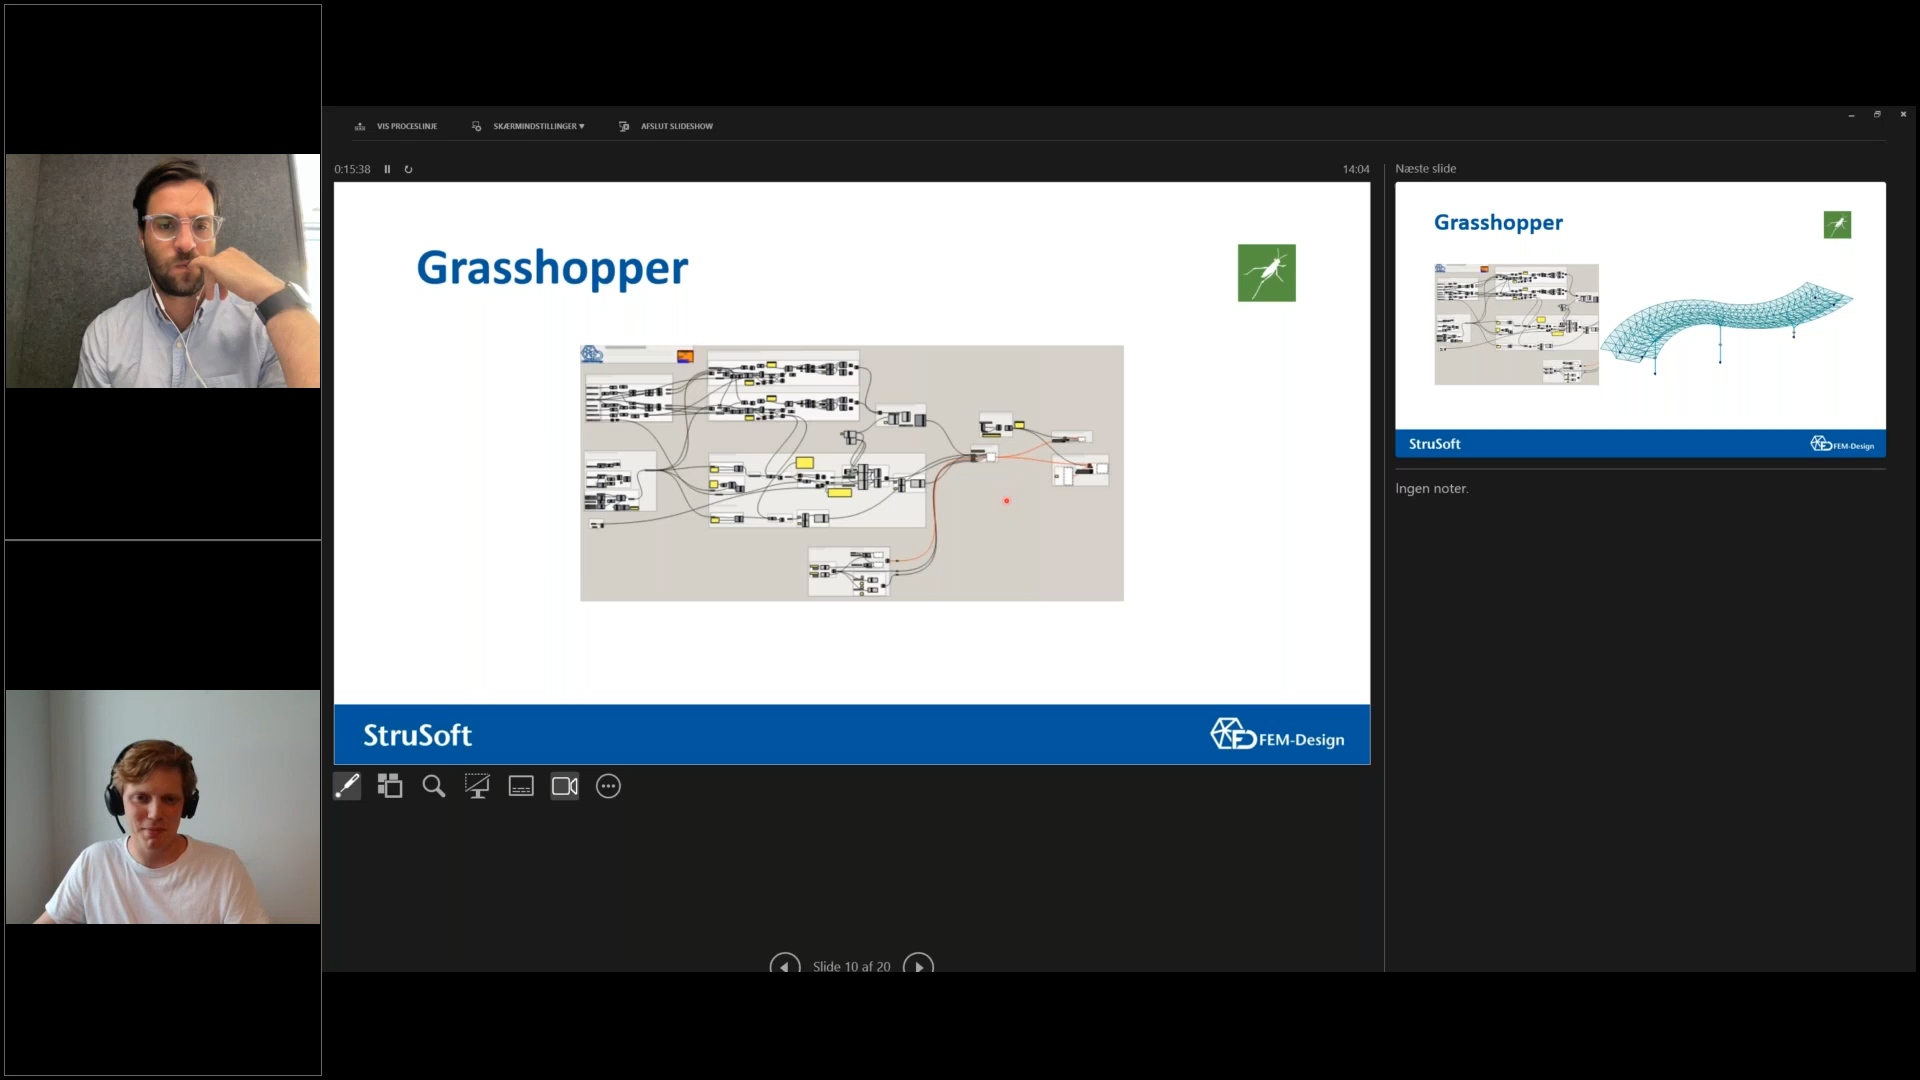 VIS PROCESLINJE
SKÆRMINDSTILLINGER ▼
AFSLUT SLIDESHOW
0:15:38
14:04
Grasshopper
StruSoft
FEM-Design
Slide 10 af 20
Næste slide
Grasshopper
StruSoft
FEM-Design
Ingen noter.